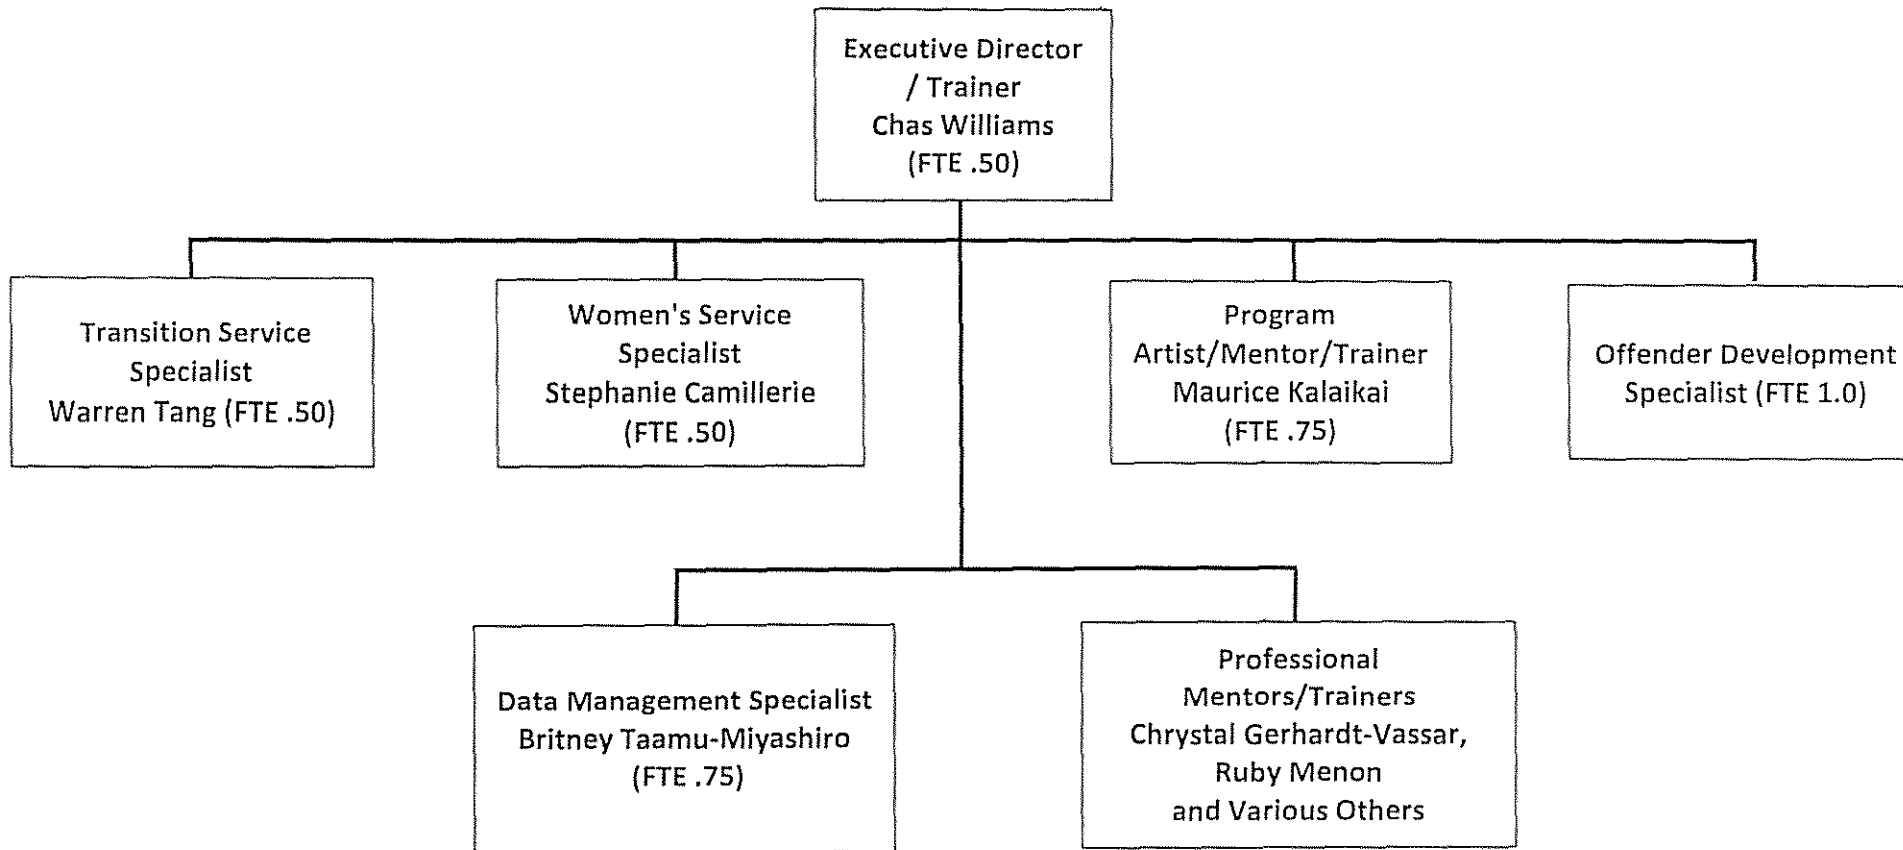 Executive Director
/ Trainer
Chas Williams
(FTE .50)
Transition Service
Specialist
Warren Tang (FTE .50)
Women's Service
Specialist
Stephanie Camillerie
(FTE .50)
Program
Artist/Mentor/Trainer
Maurice Kalaikai
(FTE .75)
Offender Development
Specialist (FTE 1.0)
Data Management Specialist
Britney Taamu-Miyashiro
(FTE .75)
Professional
Mentors/Trainers
Chrystal Gerhardt-Vassar,
Ruby Menon
and Various Others